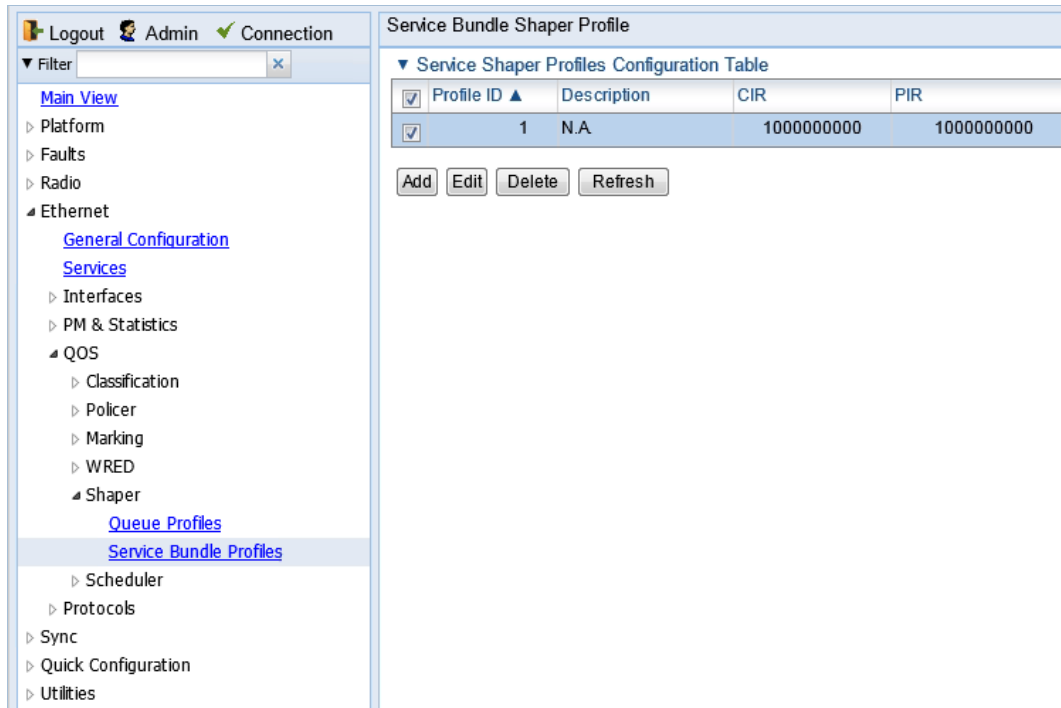 Logout Admin Connection
Filter
Main View
Platform
Faults
Radio
Ethernet
General Configuration
Services
Interfaces
PM & Statistics
QOS
Classification
Policer
Marking
WRED
Shaper
Queue Profiles
Service Bundle Profiles
Scheduler
Protocols
Sync
Quick Configuration
Utilities
Service Bundle Shaper Profile
Service Shaper Profiles Configuration Table
Profile ID ▲ Description CIR PIR
1 N.A. 1000000000 1000000000
Add Edit Delete Refresh